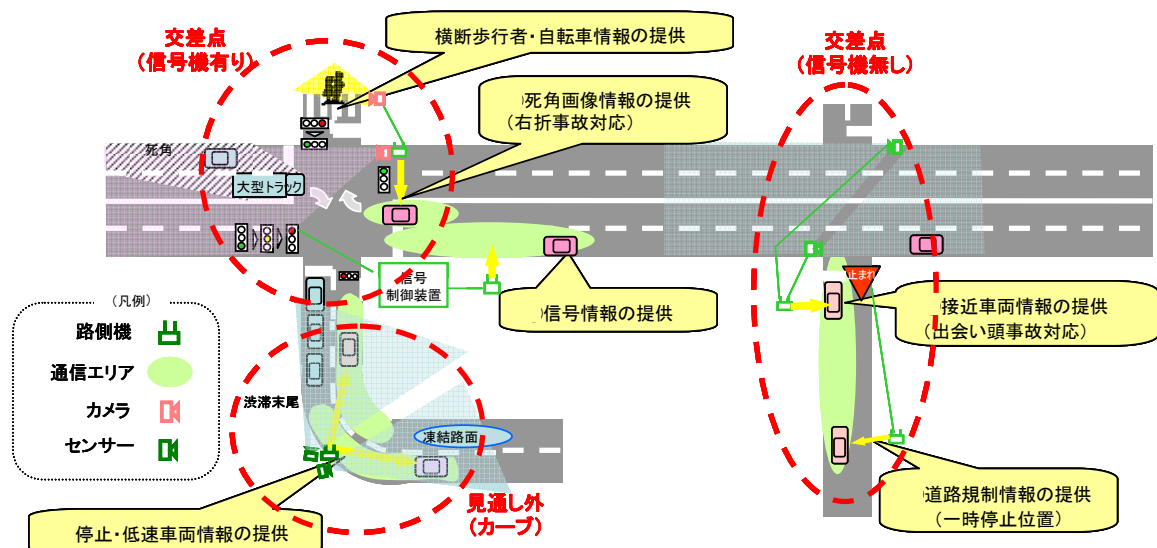 横断歩行者・自転車情報の提供
交差点
(信号機有り)
交差点
(信号機無し)
死角画像情報の提供
(右折事故対応)
死角
大型トラック
信号
制御装置
信号情報の提供
止まれ
接近車両情報の提供
(出会い頭事故対応)
(凡例)
路側機
通信エリア
カメラ
センサー
渋滞末尾
凍結路面
見通し外
(カーブ)
停止・低速車両情報の提供
道路規制情報の提供
(一時停止位置)